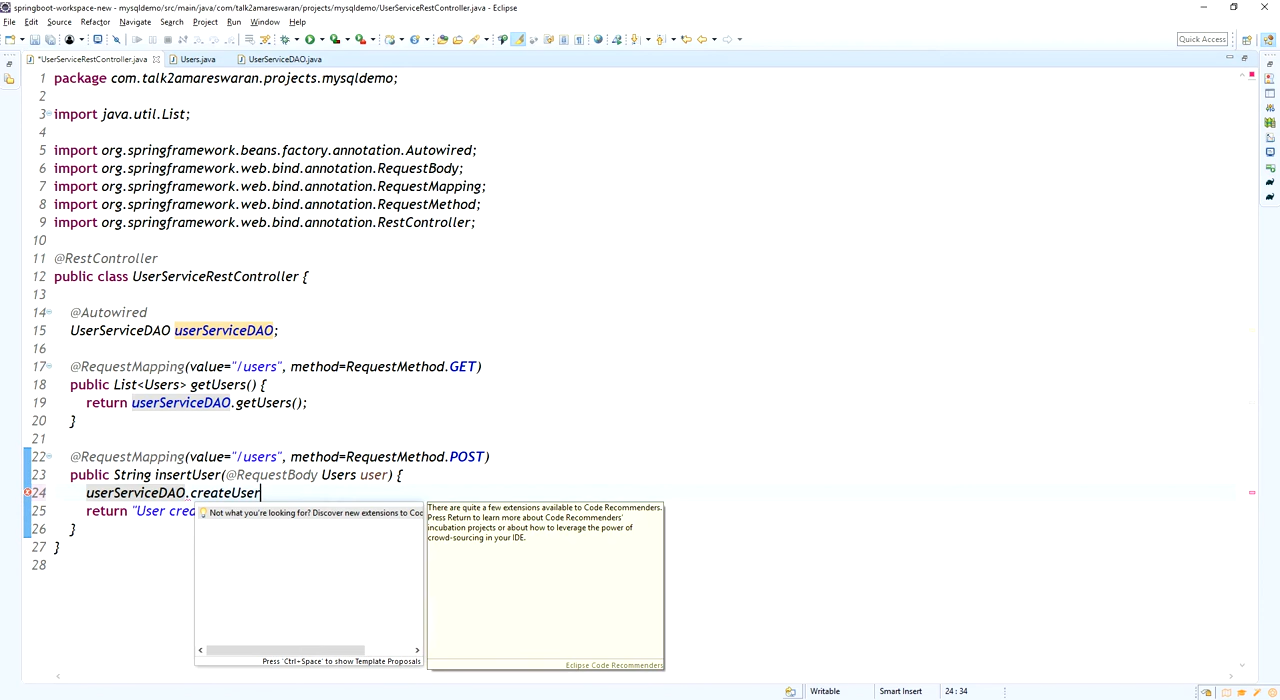 springboot-workspace-new - mysqldemo/src/main/java/com/talk2amareswaran/projects/mysqldemo/UserServiceRestController.java - Eclipse
File Edit Source Refactor Navigate Search Project Run Window Help
Quick Access
*UserServiceRestController.java Users.java UserServiceDAO.java
1 package com.talk2amareswaran.projects.mysqldemo;
2
3 import java.util.List;
4
5 import org.springframework.beans.factory.annotation.Autowired;
6 import org.springframework.web.bind.annotation.RequestBody;
7 import org.springframework.web.bind.annotation.RequestMapping;
8 import org.springframework.web.bind.annotation.RequestMethod;
9 import org.springframework.web.bind.annotation.RestController;
10
11 @RestController
12 public class UserServiceRestController {
13
14 @Autowired
15 UserServiceDAO userServiceDAO;
16
17 @RequestMapping(value="/users", method=RequestMethod.GET)
18 public List<Users> getUsers() {
19 return userServiceDAO.getUsers();
20 }
21
22 @RequestMapping(value="/users", method=RequestMethod.POST)
23 public String insertUser(@RequestBody Users user) {
24 userServiceDAO.createUser
25 return "User crea
26 }
27 }
28
Not what you're looking for? Discover new extensions to Coc
Press 'Ctrl+Space' to show Template Proposals
There are quite a few extensions available to Code Recommenders.
Press Return to learn more about Code Recommenders'
incubation projects or about how to leverage the power of
crowd-sourcing in your IDE.
Eclipse Code Recommenders
Writable Smart Insert 24 : 34